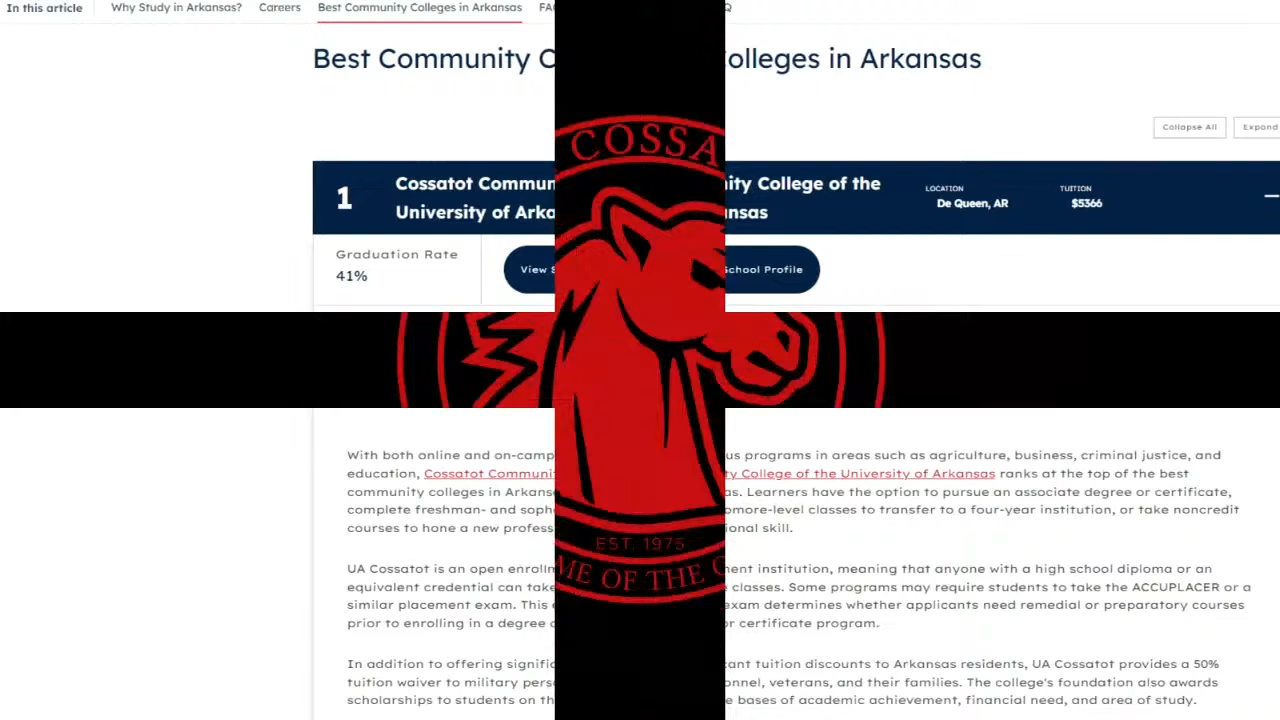 In this article Why Study in Arkansas? Careers Best Community Colleges in Arkansas FA Q
Best Community C olleges in Arkansas
Collapse All Expand
COSSA
1 Cossatot Commun ity College of the
University of Arka nsas
LOCATION
De Queen, AR
TUITION
$5366
Graduation Rate
41%
View S chool Profile
With both online and on-camp us programs in areas such as agriculture, business, criminal justice, and
education, Cossatot Communi ty College of the University of Arkansas ranks at the top of the best
community colleges in Arkans as. Learners have the option to pursue an associate degree or certificate,
complete freshman- and soph omore-level classes to transfer to a four-year institution, or take noncredit
courses to hone a new profess ional skill.
EST. 1975
ME OF THE C
UA Cossatot is an open enrollm ent institution, meaning that anyone with a high school diploma or an
equivalent credential can take classes. Some programs may require students to take the ACCUPLACER or a
similar placement exam. This e exam determines whether applicants need remedial or preparatory courses
prior to enrolling in a degree o or certificate program.
In addition to offering signific ant tuition discounts to Arkansas residents, UA Cossatot provides a 50%
tuition waiver to military perso nnel, veterans, and their families. The college's foundation also awards
scholarships to students on th e bases of academic achievement, financial need, and area of study.